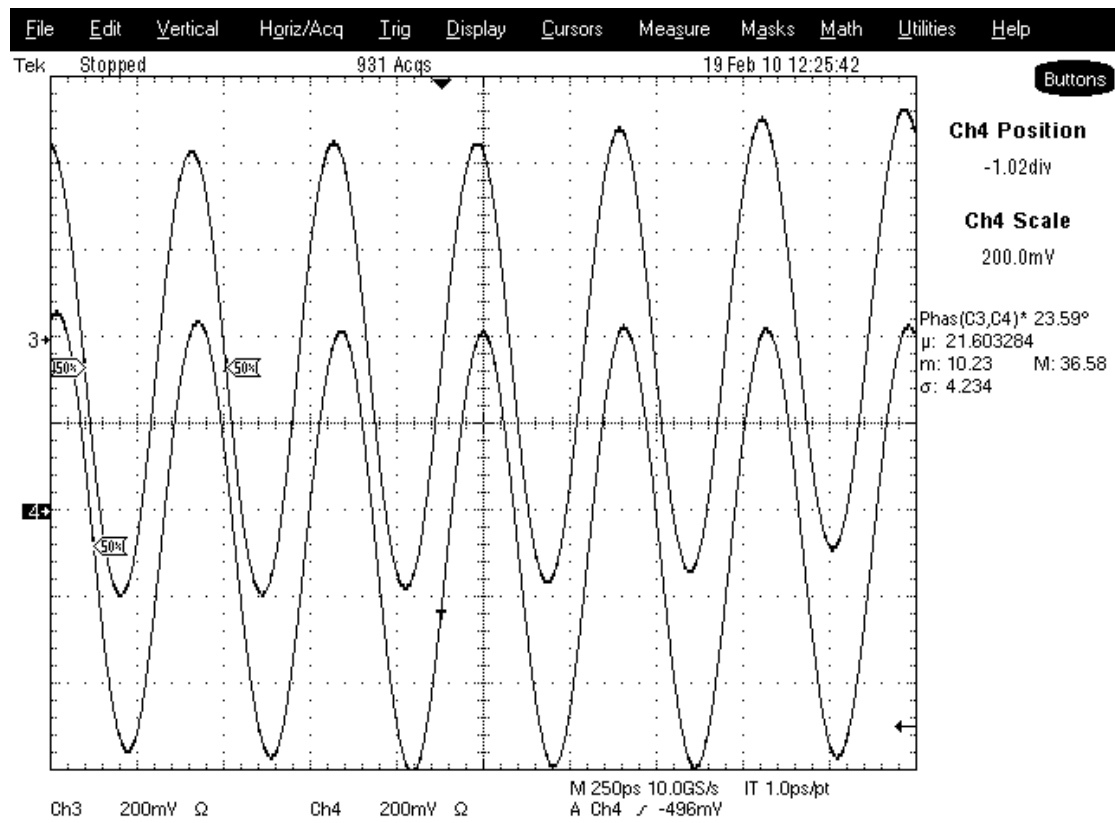 File Edit Vertical Horiz/Acq Trig Display Cursors Measure Masks Math Utilities Help
Tek Stopped 931 Acqs 19 Feb 10 12:25:42
Buttons
Ch4 Position
-1.02div
Ch4 Scale
200.0mV
Phas(C3,C4)* 23.59°
µ: 21.603284
m: 10.23 M: 36.58
σ: 4.234
3
50% 50%
4
50%
M 250ps 10.0GS/s IT 1.0ps/pt
Ch3 200mV Ω Ch4 200mV Ω A Ch4 ∕ -496mV